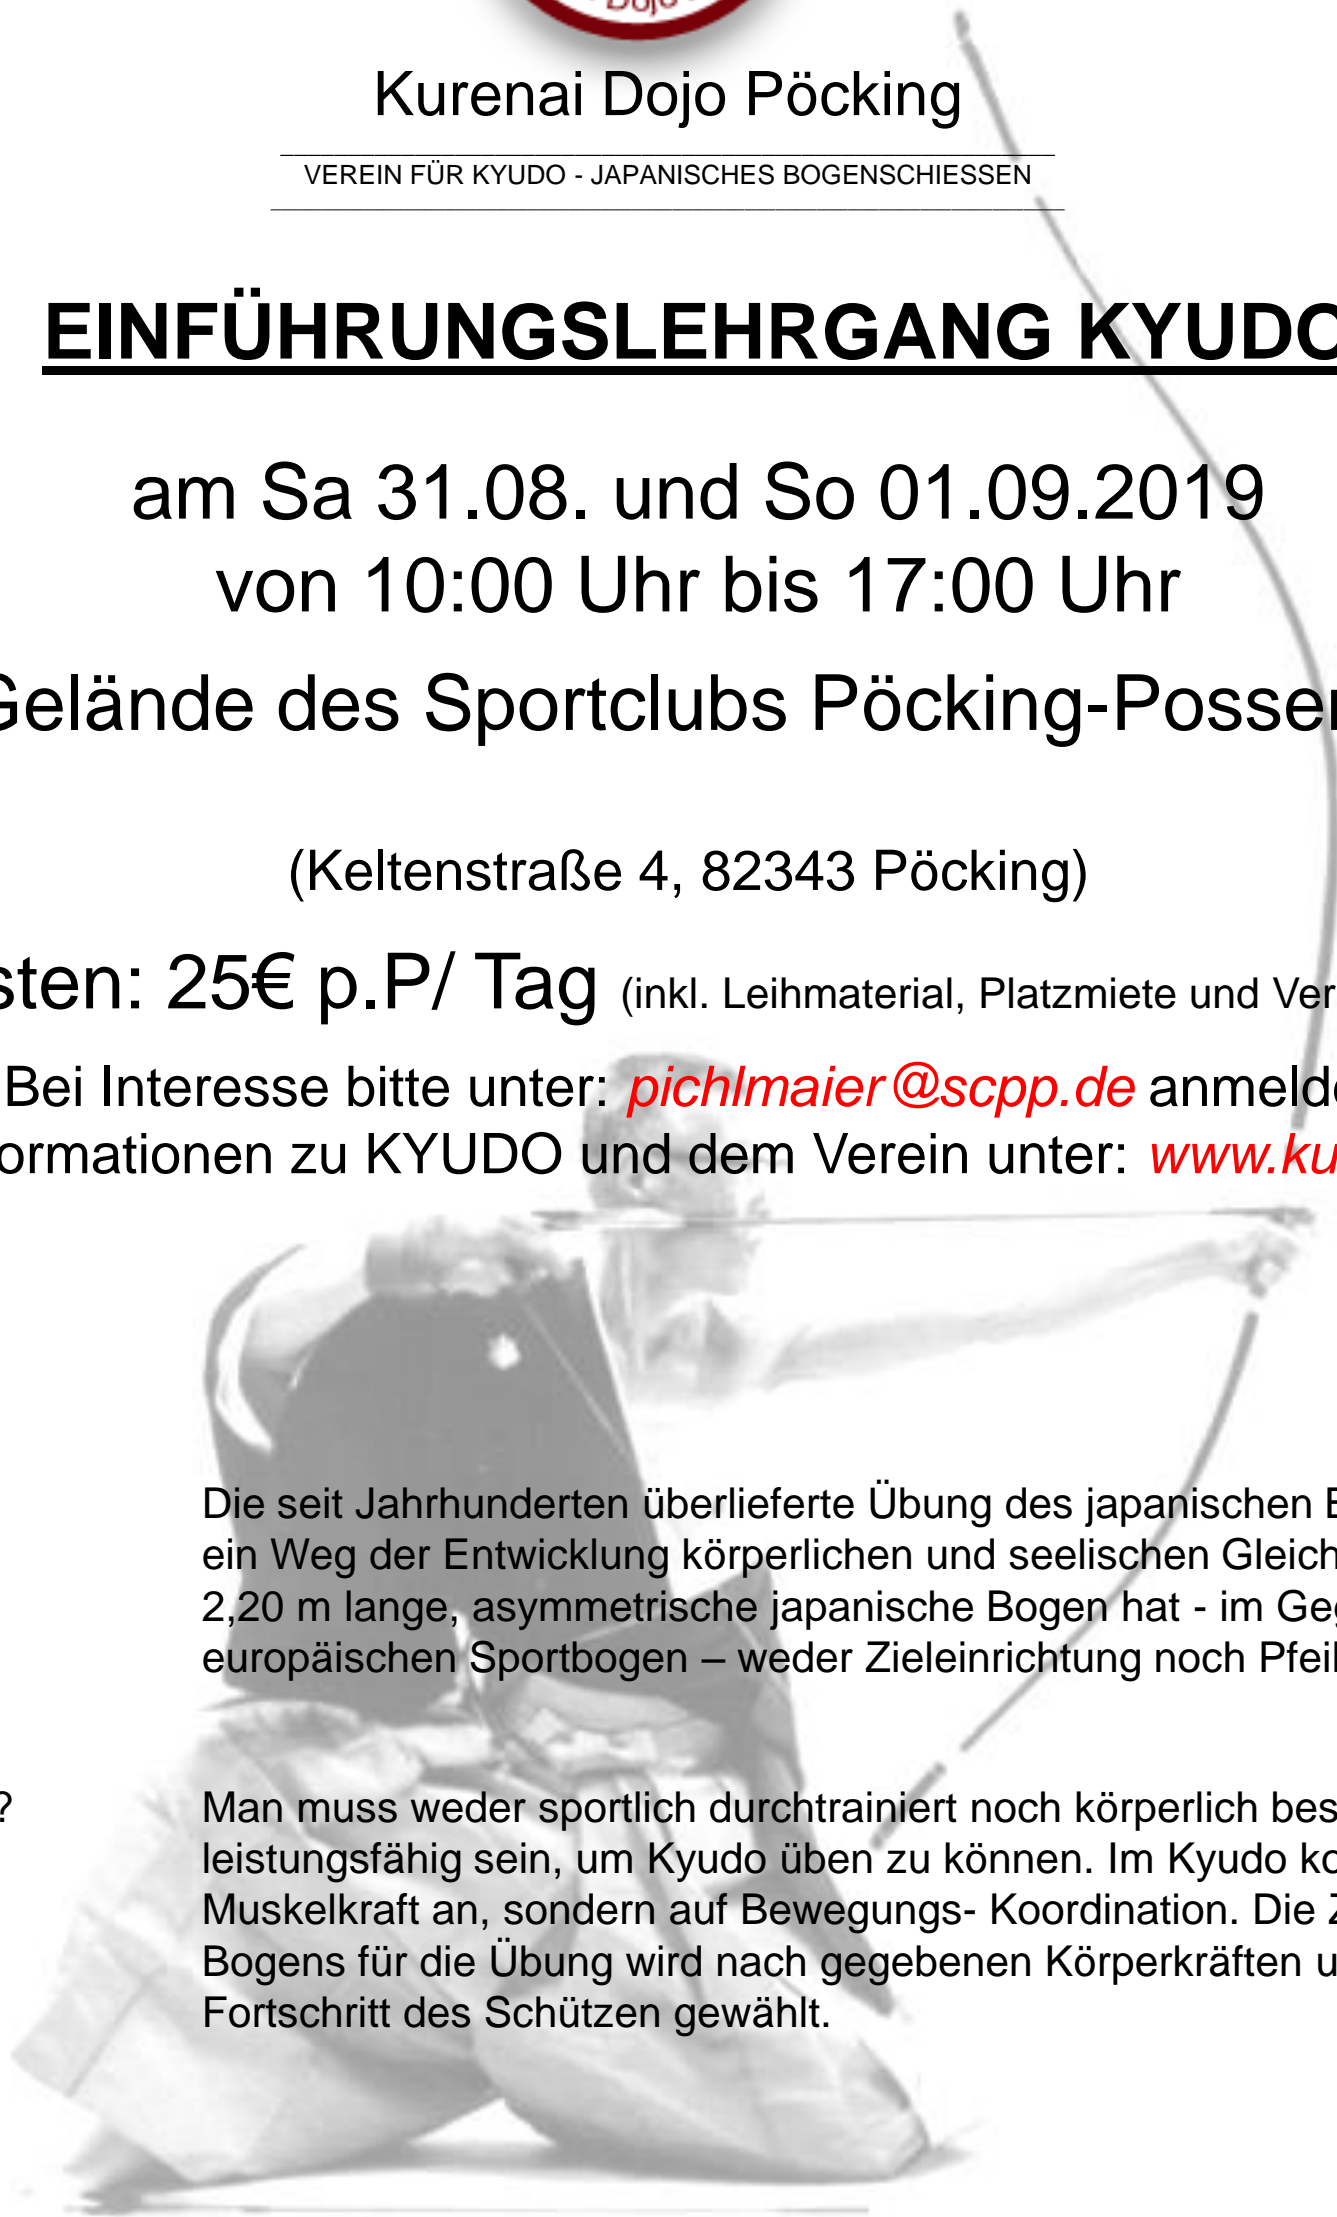 Dojo
Kurenai Dojo Pöcking
VEREIN FÜR KYUDO - JAPANISCHES BOGENSCHIESSEN
EINFÜHRUNGSLEHRGANG KYUDO
am Sa 31.08. und So 01.09.2019
von 10:00 Uhr bis 17:00 Uhr
Gelände des Sportclubs Pöcking-Possen
(Keltenstraße 4, 82343 Pöcking)
sten: 25€ p.P/ Tag (inkl. Leihmaterial, Platzmiete und Ver
Bei Interesse bitte unter: pichlmaier@scpp.de anmelde
ormationen zu KYUDO und dem Verein unter: www.ku
Die seit Jahrhunderten überlieferte Übung des japanischen
ein Weg der Entwicklung körperlichen und seelischen Gleich
2,20 m lange, asymmetrische japanische Bogen hat - im Geg
europäischen Sportbogen – weder Zieleinrichtung noch Pfeil
?
Man muss weder sportlich durchtrainiert noch körperlich bes
leistungsfähig sein, um Kyudo üben zu können. Im Kyudo ko
Muskelkraft an, sondern auf Bewegungs- Koordination. Die Z
Bogens für die Übung wird nach gegebenen Körperkräften u
Fortschritt des Schützen gewählt.